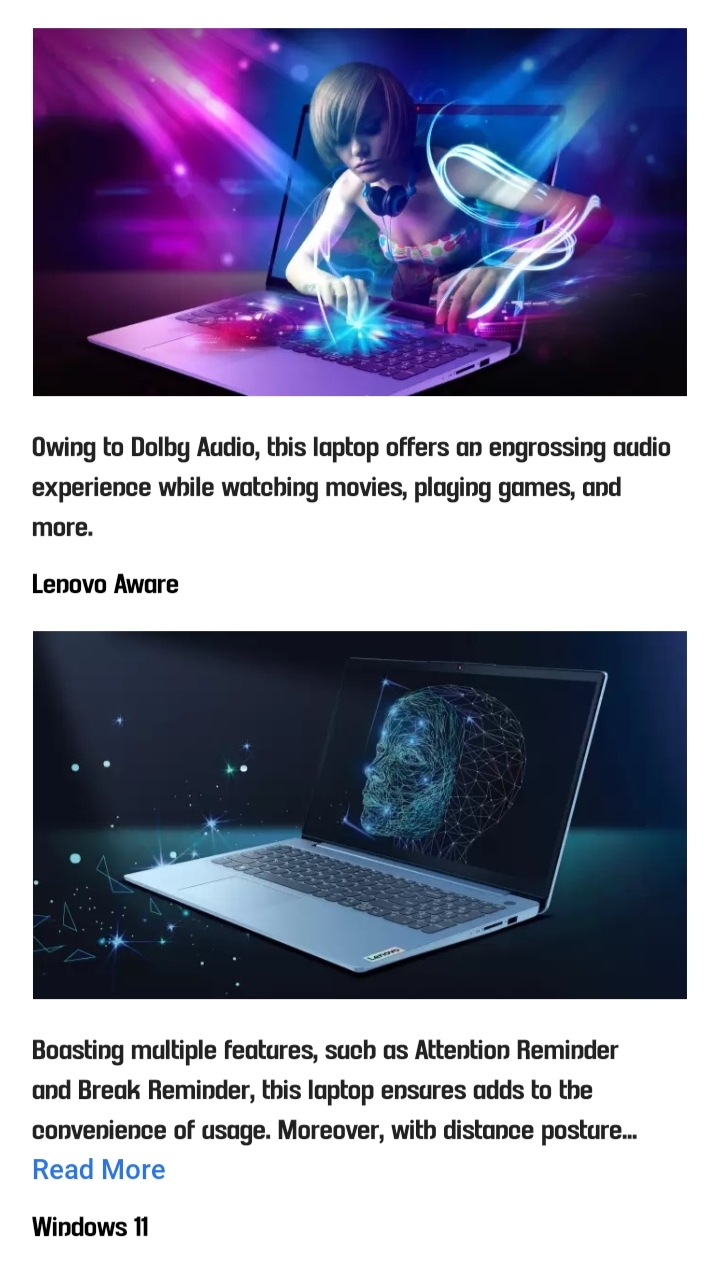 Owing to Dolby Audio, this laptop offers an engrossing audio
experience while watching movies, playing games, and
more.
Lenovo Aware
Lenovo
Boasting multiple features, such as Attention Reminder
and Break Reminder, this laptop ensures adds to the
convenience of usage. Moreover, with distance posture...
Read More
Windows 11